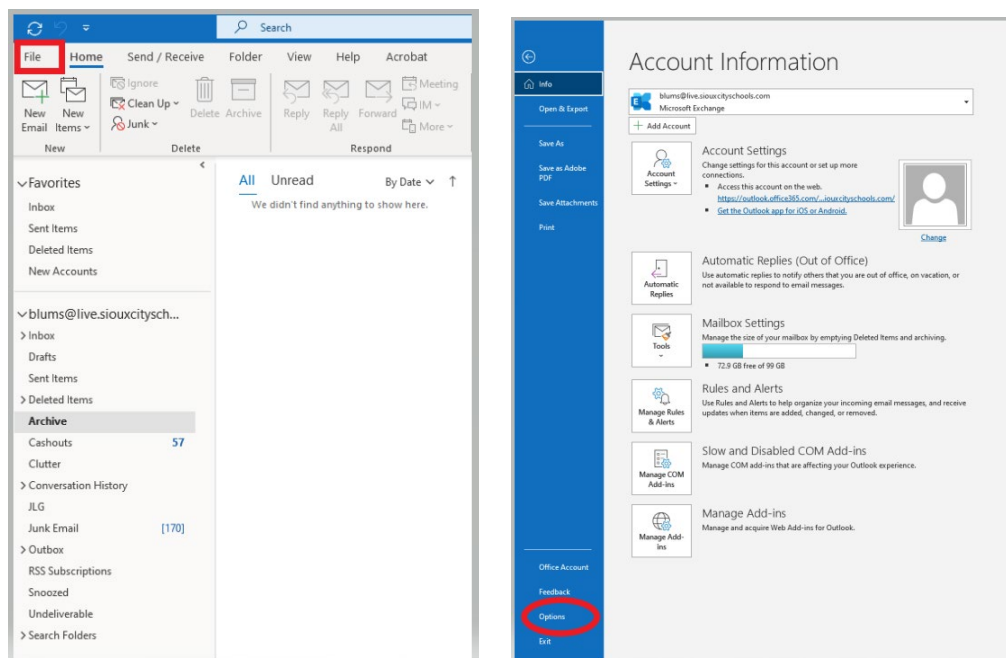 Search
File Home Send / Receive Folder View Help Acrobat
New Email
New Items
Ignore
Clean Up
Junk
Delete
Archive
Reply
Reply All
Forward
Meeting
IM
More
New Delete Respond
Favorites
Inbox
Sent Items
Deleted Items
New Accounts
blums@live.siouxcitysch...
Inbox
Drafts
Sent Items
Deleted Items
Archive
Cashouts 57
Clutter
Conversation History
JLG
Junk Email [170]
Outbox
RSS Subscriptions
Snoozed
Undeliverable
Search Folders
All Unread By Date
We didn't find anything to show here.
Info
Open & Export
Save As
Save as Adobe
PDF
Save Attachments
Print
Office Account
Feedback
Options
Exit
Account Information
blums@live.siouxcityschools.com
Microsoft Exchange
Add Account
Account
Settings
Account Settings
Change settings for this account or set up more
connections.
Access this account on the web.
https://outlook.office365.com/...iouxcityschools.com/
Get the Outlook app for iOS or Android.
Change
Automatic
Replies
Automatic Replies (Out of Office)
Use automatic replies to notify others that you are out of office, on vacation, or
not available to respond to email messages.
Tools
Mailbox Settings
Manage the size of your mailbox by emptying Deleted Items and archiving.
72.9 GB free of 99 GB
Manage Rules
& Alerts
Rules and Alerts
Use Rules and Alerts to help organize your incoming email messages, and receive
updates when items are added, changed, or removed.
Manage COM
Add-ins
Slow and Disabled COM Add-ins
Manage COM add-ins that are affecting your Outlook experience.
Manage Add-
ins
Manage Add-ins
Manage and acquire Web Add-ins for Outlook.